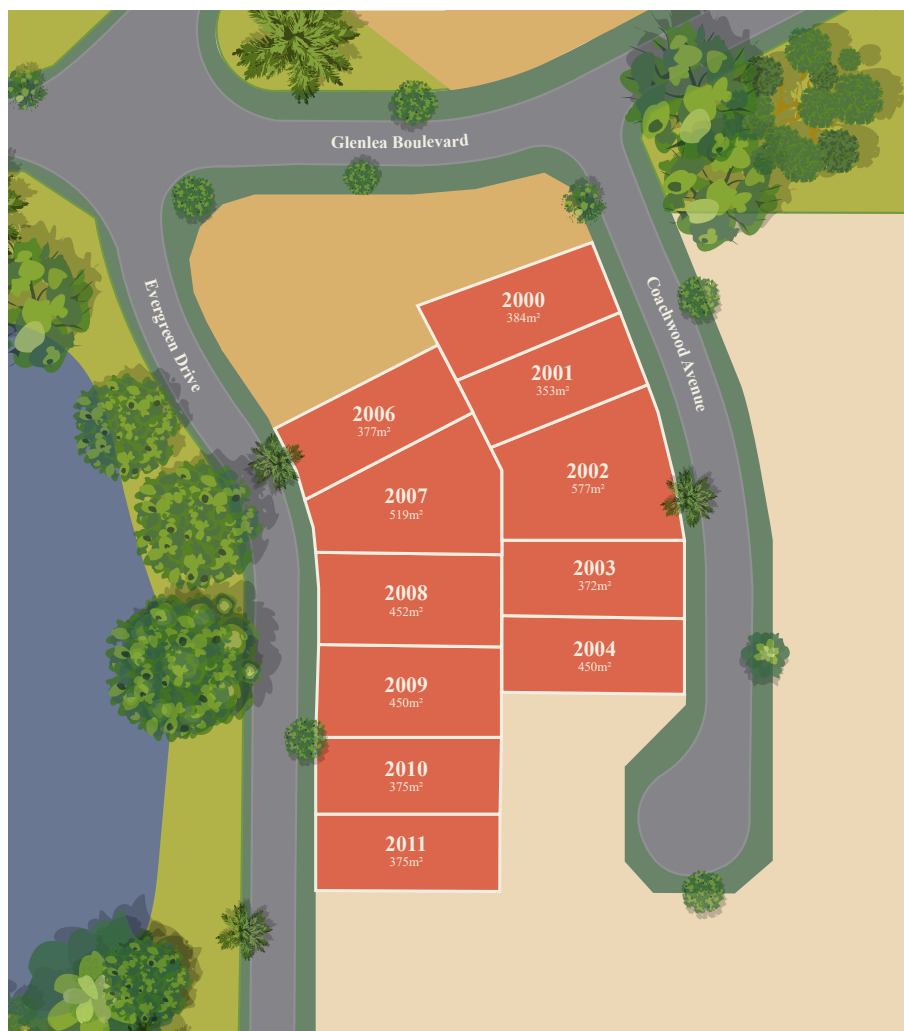 Glenlea Boulevard
Evergreen Drive
Coachwood Avenue
2000
384m²
2001
353m²
2002
577m²
2003
372m²
2004
450m²
2006
377m²
2007
519m²
2008
452m²
2009
450m²
2010
375m²
2011
375m²